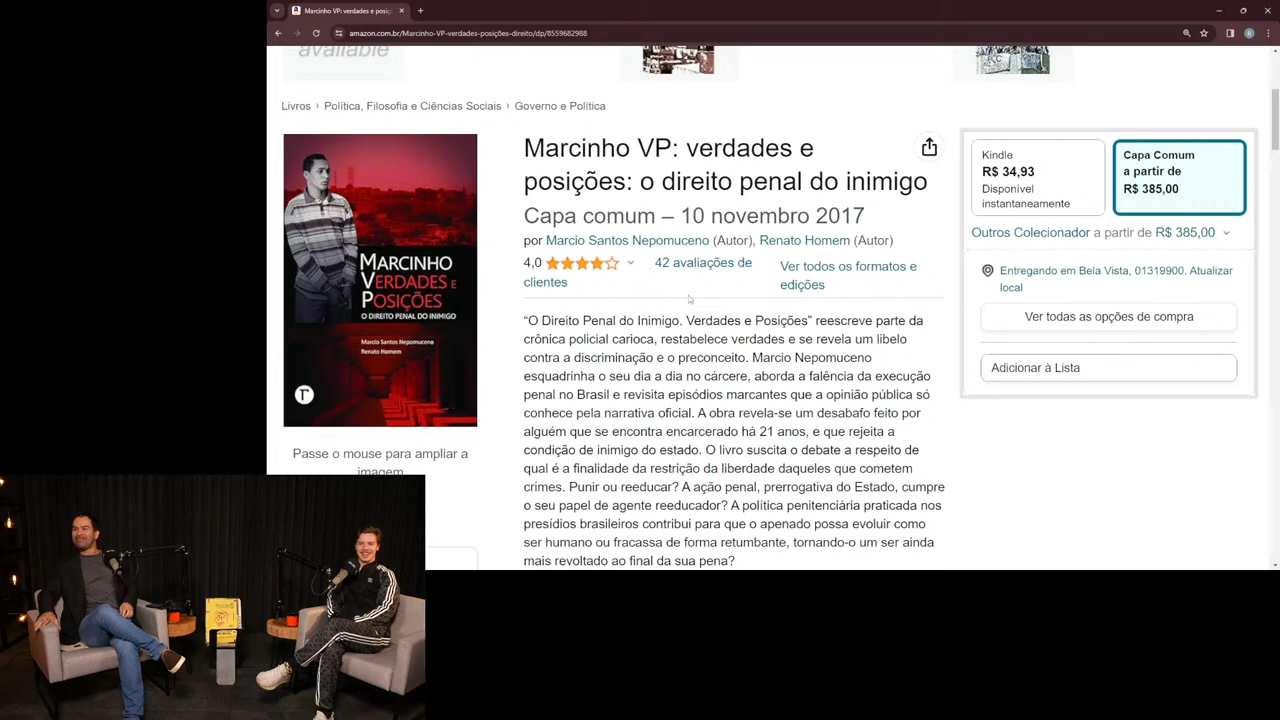 Marcinho VP: verdades e posiç
amazon.com.br/Marcinho-VP-verdades-posições-direito/dp/8559682988
available
Livros › Política, Filosofia e Ciências Sociais › Governo e Política
MARCINHO
VERDADES E
POSIÇÕES
O DIREITO PENAL DO INIMIGO
Marcio Santos Nepomuceno
Renato Homem
Passe o mouse para ampliar a
imagem
Marcinho VP: verdades e
posições: o direito penal do inimigo
Capa comum – 10 novembro 2017
por Marcio Santos Nepomuceno (Autor), Renato Homem (Autor)
4,0
42 avaliações de
clientes
Ver todos os formatos e
edições
“O Direito Penal do Inimigo. Verdades e Posições” reescreve parte da
crônica policial carioca, restabelece verdades e se revela um libelo
contra a discriminação e o preconceito. Marcio Nepomuceno
esquadrinha o seu dia a dia no cárcere, aborda a falência da execução
penal no Brasil e revisita episódios marcantes que a opinião pública só
conhece pela narrativa oficial. A obra revela-se um desabafo feito por
alguém que se encontra encarcerado há 21 anos, e que rejeita a
condição de inimigo do estado. O livro suscita o debate a respeito de
qual é a finalidade da restrição da liberdade daqueles que cometem
crimes. Punir ou reeducar? A ação penal, prerrogativa do Estado, cumpre
o seu papel de agente reeducador? A política penitenciária praticada nos
presídios brasileiros contribui para que o apenado possa evoluir como
ser humano ou fracassa de forma retumbante, tornando-o um ser ainda
mais revoltado ao final da sua pena?
Kindle
R$ 34,93
Disponível
instantaneamente
Capa Comum
a partir de
R$ 385,00
Outros Colecionador a partir de R$ 385,00
Entregando em Bela Vista, 01319900. Atualizar
local
Ver todas as opções de compra
Adicionar à Lista